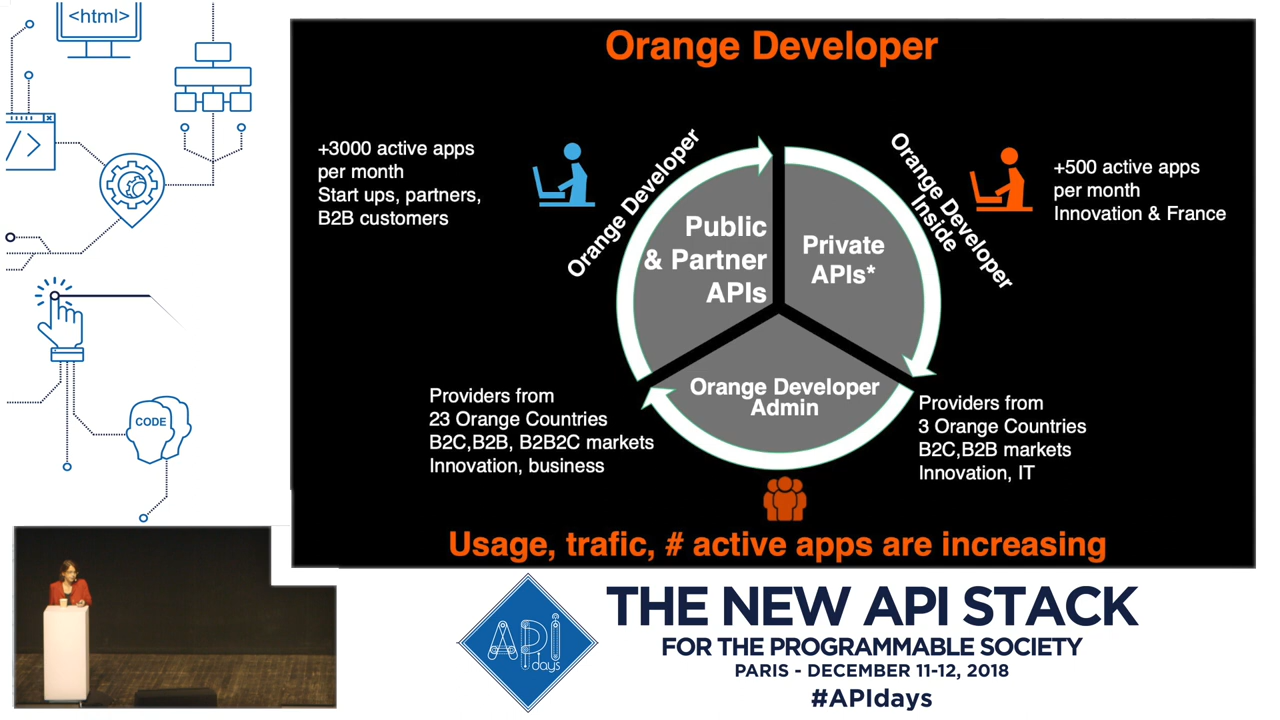 <html>
/>
CODE
Orange Developer
+3000 active apps
per month
Start ups, partners,
B2B customers
Orange Developer
Public
& Partner
APIs
Private
APIs*
Orange Developer
Inside
+500 active apps
per month
Innovation & France
Orange Developer
Admin
Providers from
23 Orange Countries
B2C,B2B, B2B2C markets
Innovation, business
Providers from
3 Orange Countries
B2C,B2B markets
Innovation, IT
Usage, trafic, # active apps are increasing
API
days
THE NEW API STACK
FOR THE PROGRAMMABLE SOCIETY
PARIS - DECEMBER 11-12, 2018
#APIdays